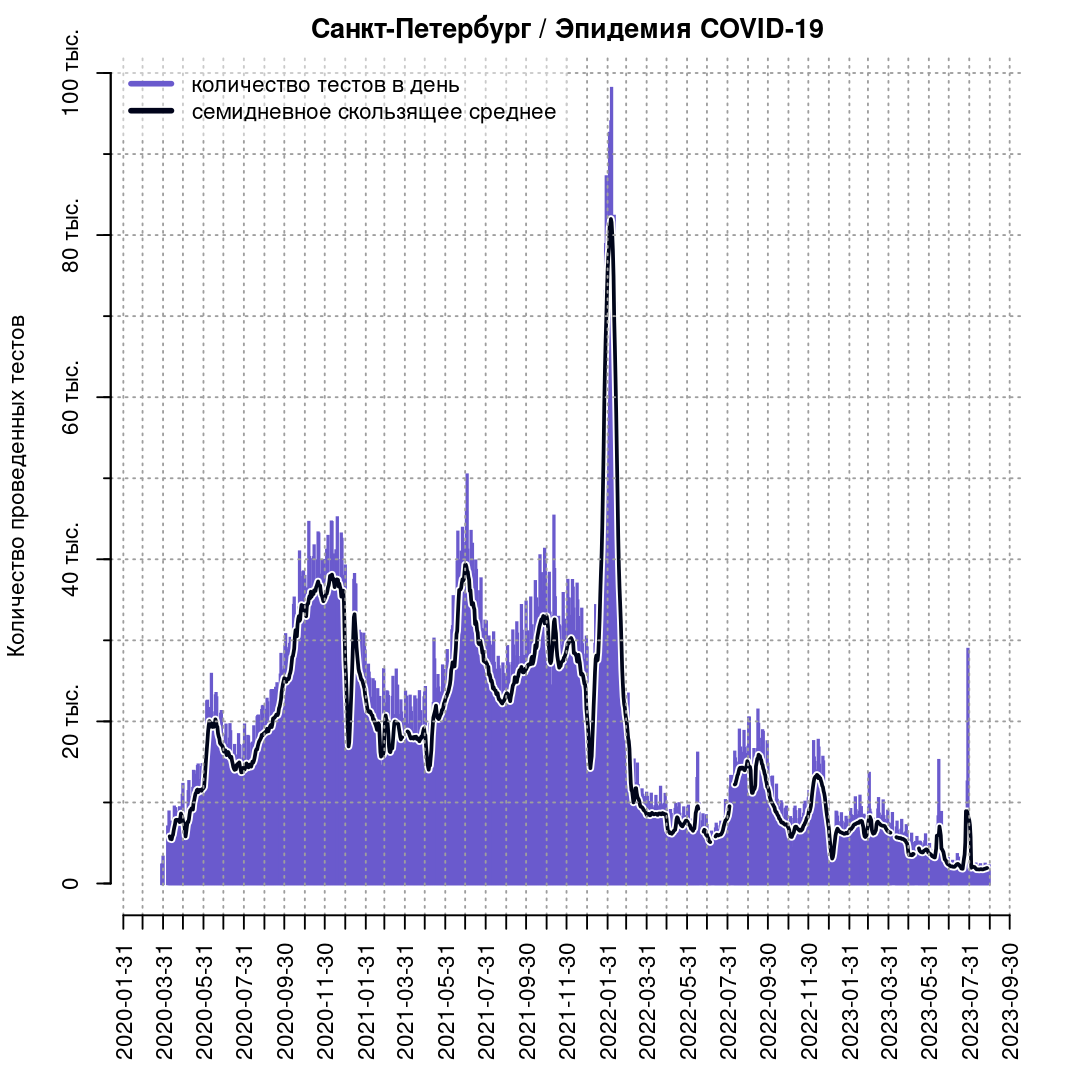 Санкт-Петербург / Эпидемия COVID-19
количество тестов в день
семидневное скользящее среднее
Количество проведенных тестов
100 тыс.
80 тыс.
60 тыс.
40 тыс.
20 тыс.
0
2020-01-31
2020-03-31
2020-05-31
2020-07-31
2020-09-30
2020-11-30
2021-01-31
2021-03-31
2021-05-31
2021-07-31
2021-09-30
2021-11-30
2022-01-31
2022-03-31
2022-05-31
2022-07-31
2022-09-30
2022-11-30
2023-01-31
2023-03-31
2023-05-31
2023-07-31
2023-09-30